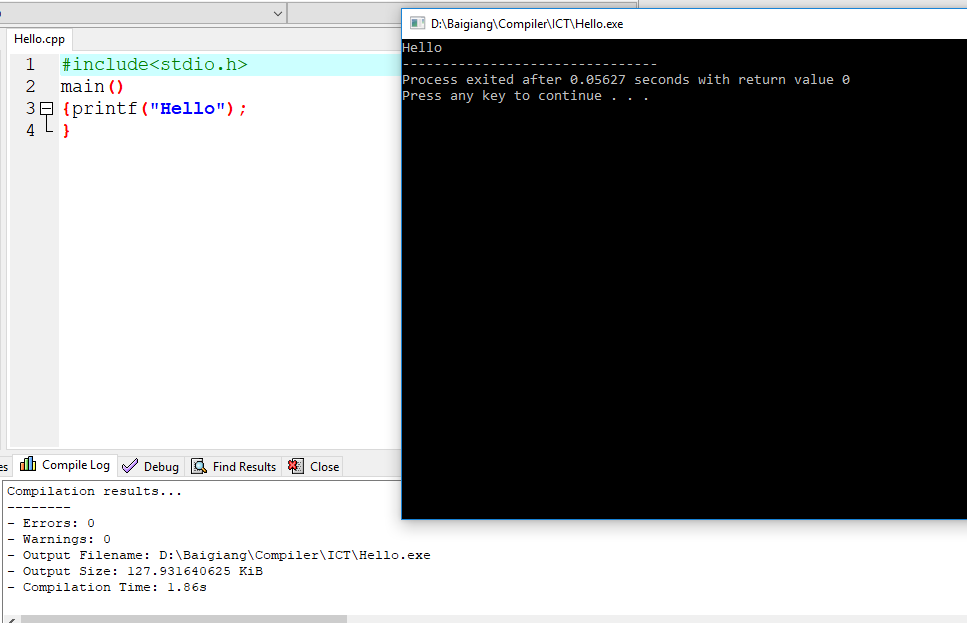 Hello.cpp
1 #include<stdio.h>
2 main()
3 {printf("Hello");
4 }
D:\Baigiang\Compiler\ICT\Hello.exe
Hello
--------------------------------
Process exited after 0.05627 seconds with return value 0
Press any key to continue . . .
es Compile Log Debug Find Results Close
Compilation results...
--------
- Errors: 0
- Warnings: 0
- Output Filename: D:\Baigiang\Compiler\ICT\Hello.exe
- Output Size: 127.931640625 KiB
- Compilation Time: 1.86s